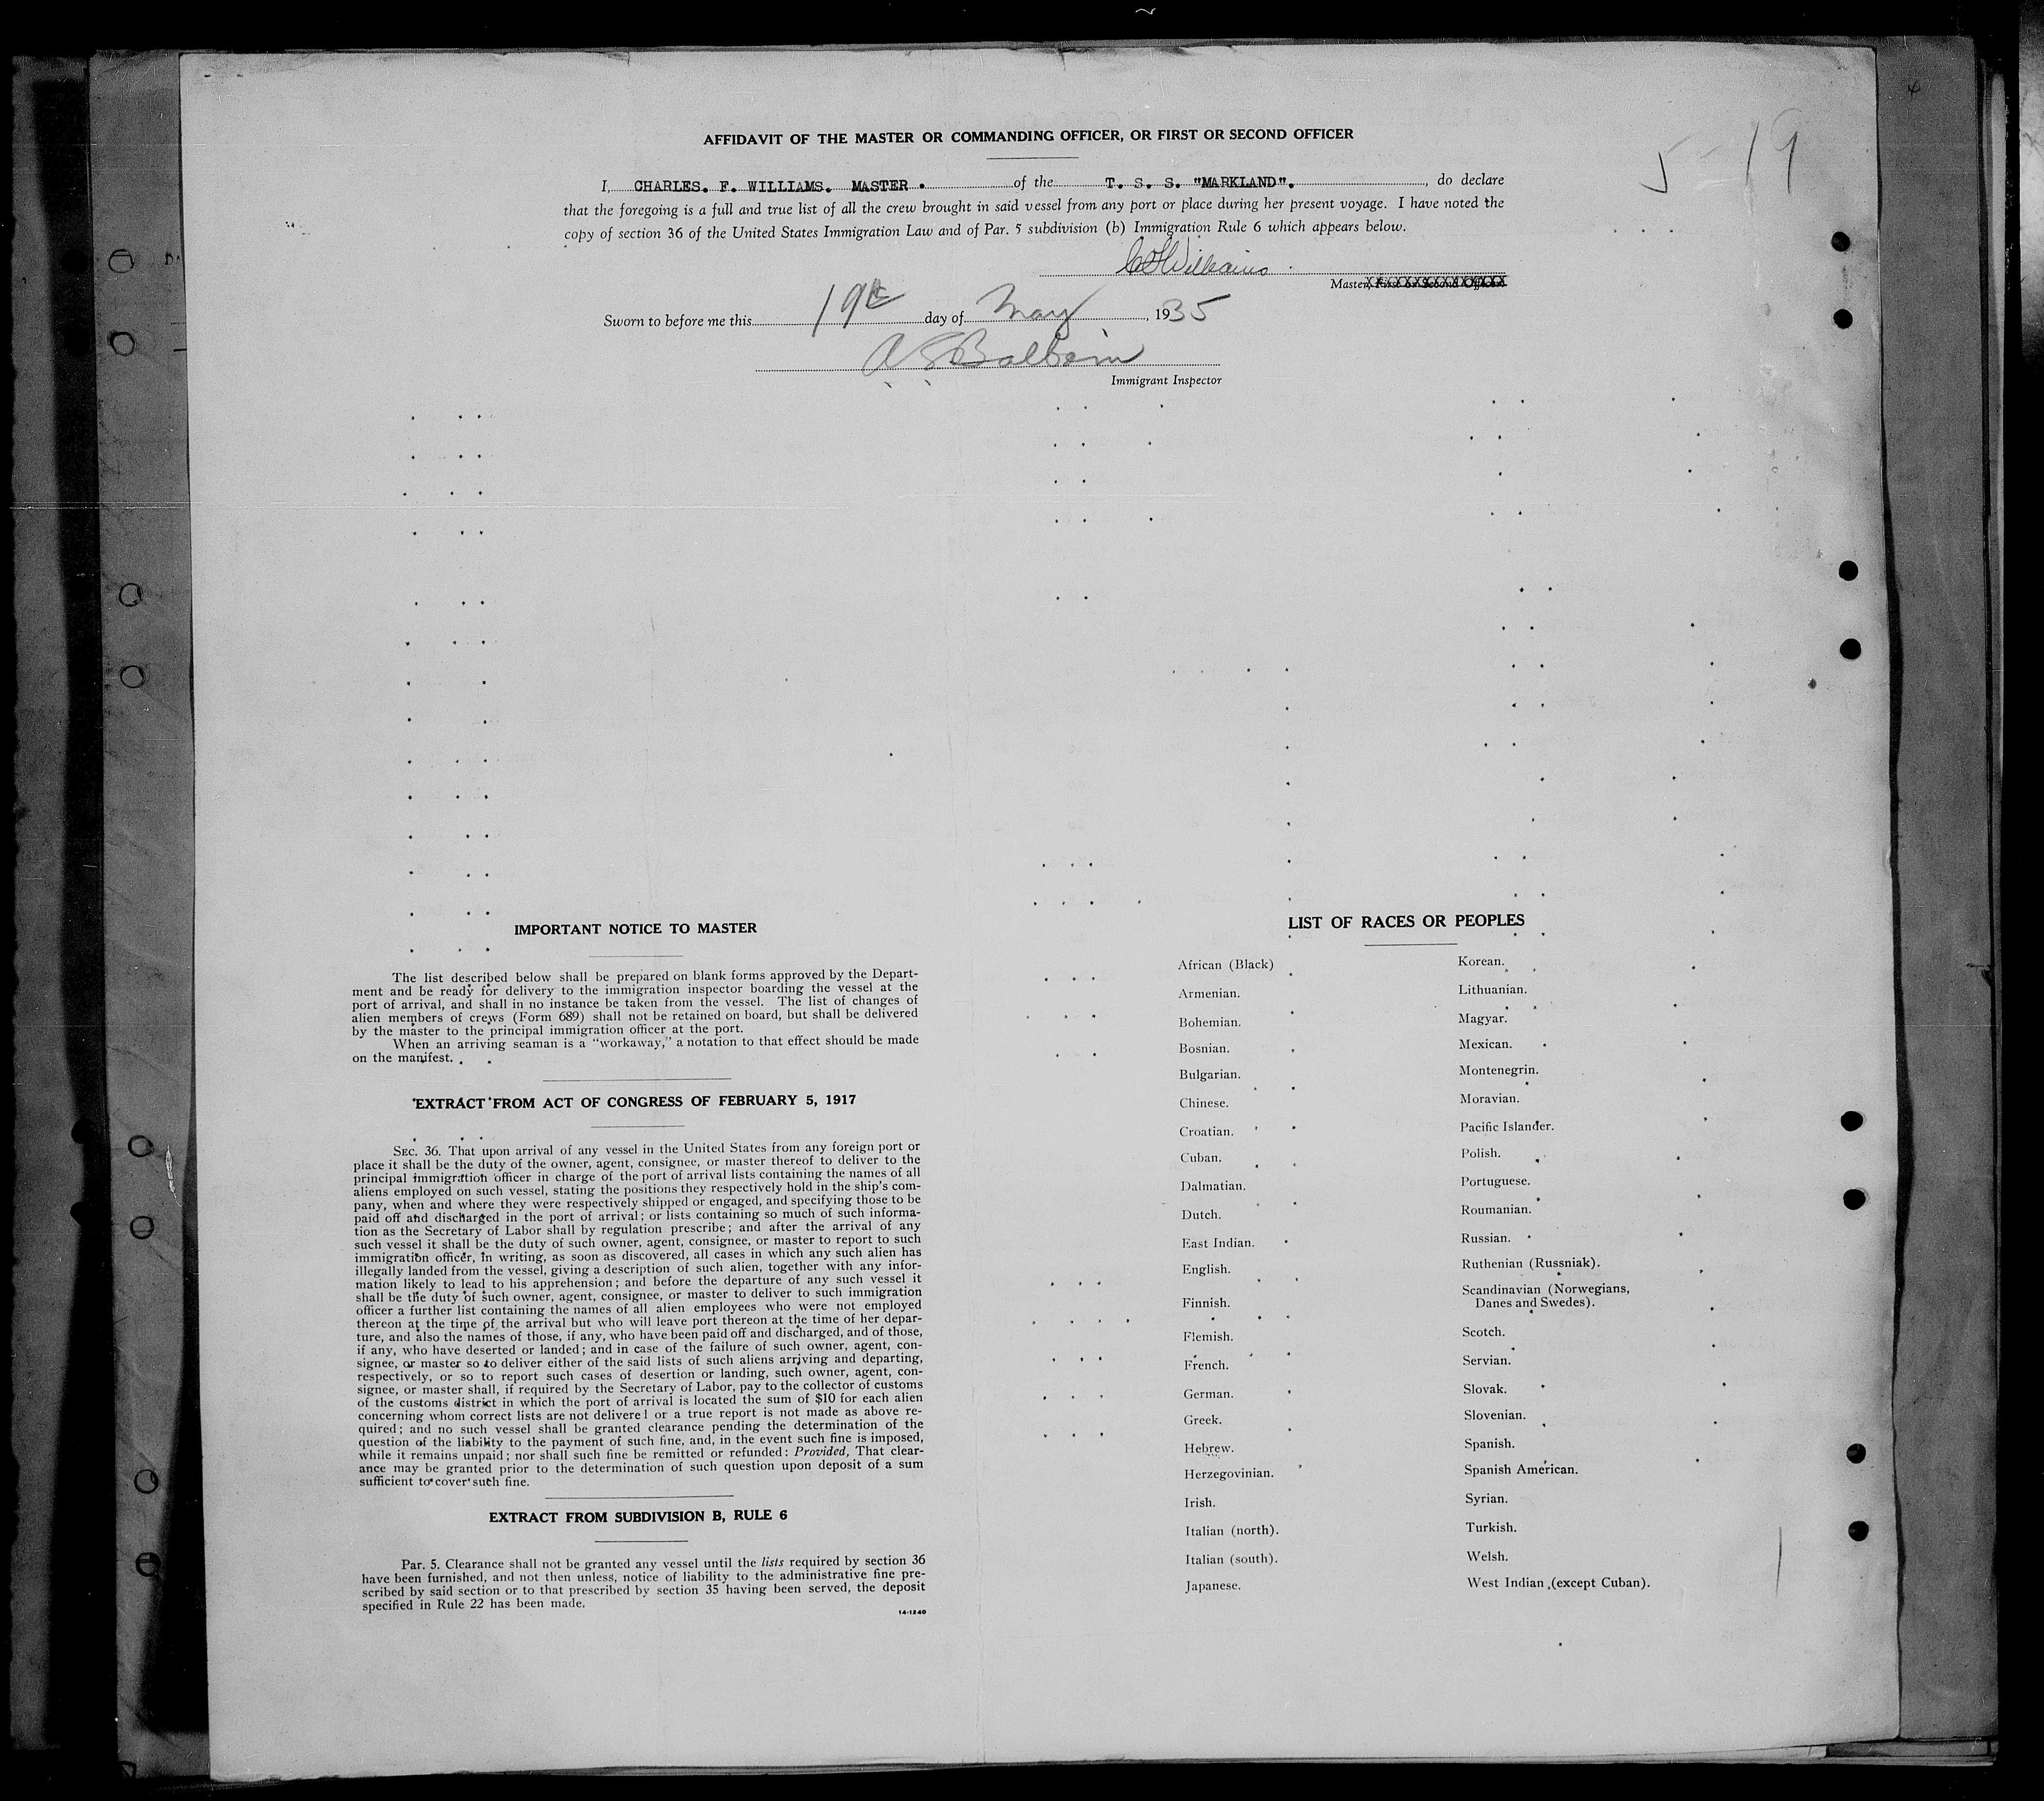 AFFIDAVIT OF THE MASTER OR COMMANDING OFFICER, OR FIRST OR SECOND OFFICER
5-19
I, CHARLES. F. WILLIAMS. MASTER. of the T. S. S. "MARKLAND"., do declare
that the foregoing is a full and true list of all the crew brought in said vessel from any port or place during her present voyage. I have noted the
copy of section 36 of the United States Immigration Law and of Par. 5 subdivision (b) Immigration Rule 6 which appears below.
CFWilliams.
Master, First or Second Officer.
Sworn to before me this 19th day of May, 1935
Immigrant Inspector
IMPORTANT NOTICE TO MASTER
The list described below shall be prepared on blank forms approved by the Depart-
ment and be ready for delivery to the immigration inspector boarding the vessel at the
port of arrival, and shall in no instance be taken from the vessel. The list of changes of
alien members of crews (Form 689) shall not be retained on board, but shall be delivered
by the master to the principal immigration officer at the port.
When an arriving seaman is a "workaway," a notation to that effect should be made
on the manifest.
EXTRACT FROM ACT OF CONGRESS OF FEBRUARY 5, 1917
SEC. 36. That upon arrival of any vessel in the United States from any foreign port or
place it shall be the duty of the owner, agent, consignee, or master thereof to deliver to the
principal immigration officer in charge of the port of arrival lists containing the names of all
aliens employed on such vessel, stating the positions they respectively hold in the ship's com-
pany, when and where they were respectively shipped or engaged, and specifying those to be
paid off and discharged in the port of arrival; or lists containing so much of such informa-
tion as the Secretary of Labor shall by regulation prescribe; and after the arrival of any
such vessel it shall be the duty of such owner, agent, consignee, or master to report to such
immigration officer, in writing, as soon as discovered, all cases in which any such alien has
illegally landed from the vessel, giving a description of such alien, together with any infor-
mation likely to lead to his apprehension; and before the departure of any such vessel it
shall be the duty of such owner, agent, consignee, or master to deliver to such immigration
officer a further list containing the names of all alien employees who were not employed
thereon at the time of the arrival but who will leave port thereon at the time of her depar-
ture, and also the names of those, if any, who have been paid off and discharged, and of those,
if any, who have deserted or landed; and in case of the failure of such owner, agent, con-
signee, or master so to deliver either of the said lists of such aliens arriving and departing,
respectively, or so to report such cases of desertion or landing, such owner, agent, con-
signee, or master shall, if required by the Secretary of Labor, pay to the collector of customs
of the customs district in which the port of arrival is located the sum of $10 for each alien
concerning whom correct lists are not delivered or a true report is not made as above re-
quired; and no such vessel shall be granted clearance pending the determination of the
question of the liability to the payment of such fine, and, in the event such fine is imposed,
while it remains unpaid; nor shall such fine be remitted or refunded: Provided, That clear-
ance may be granted prior to the determination of such question upon deposit of a sum
sufficient to cover such fine.
EXTRACT FROM SUBDIVISION B, RULE 6
Par. 5. Clearance shall not be granted any vessel until the lists required by section 36
have been furnished, and not then unless, notice of liability to the administrative fine pre-
scribed by said section or to that prescribed by section 35 having been served, the deposit
specified in Rule 22 has been made.
14-1240
LIST OF RACES OR PEOPLES
African (Black)
Armenian.
Bohemian.
Bosnian.
Bulgarian.
Chinese.
Croatian.
Cuban.
Dalmatian.
Dutch.
East Indian.
English.
Finnish.
Flemish.
French.
German.
Greek.
Hebrew.
Herzegovinian.
Irish.
Italian (north).
Italian (south).
Japanese.
Korean.
Lithuanian.
Magyar.
Mexican.
Montenegrin.
Moravian.
Pacific Islander.
Polish.
Portuguese.
Roumanian.
Russian.
Ruthenian (Russniak).
Scandinavian (Norwegians,
Danes and Swedes).
Scotch.
Servian.
Slovak.
Slovenian.
Spanish.
Spanish American.
Syrian.
Turkish.
Welsh.
West Indian (except Cuban).